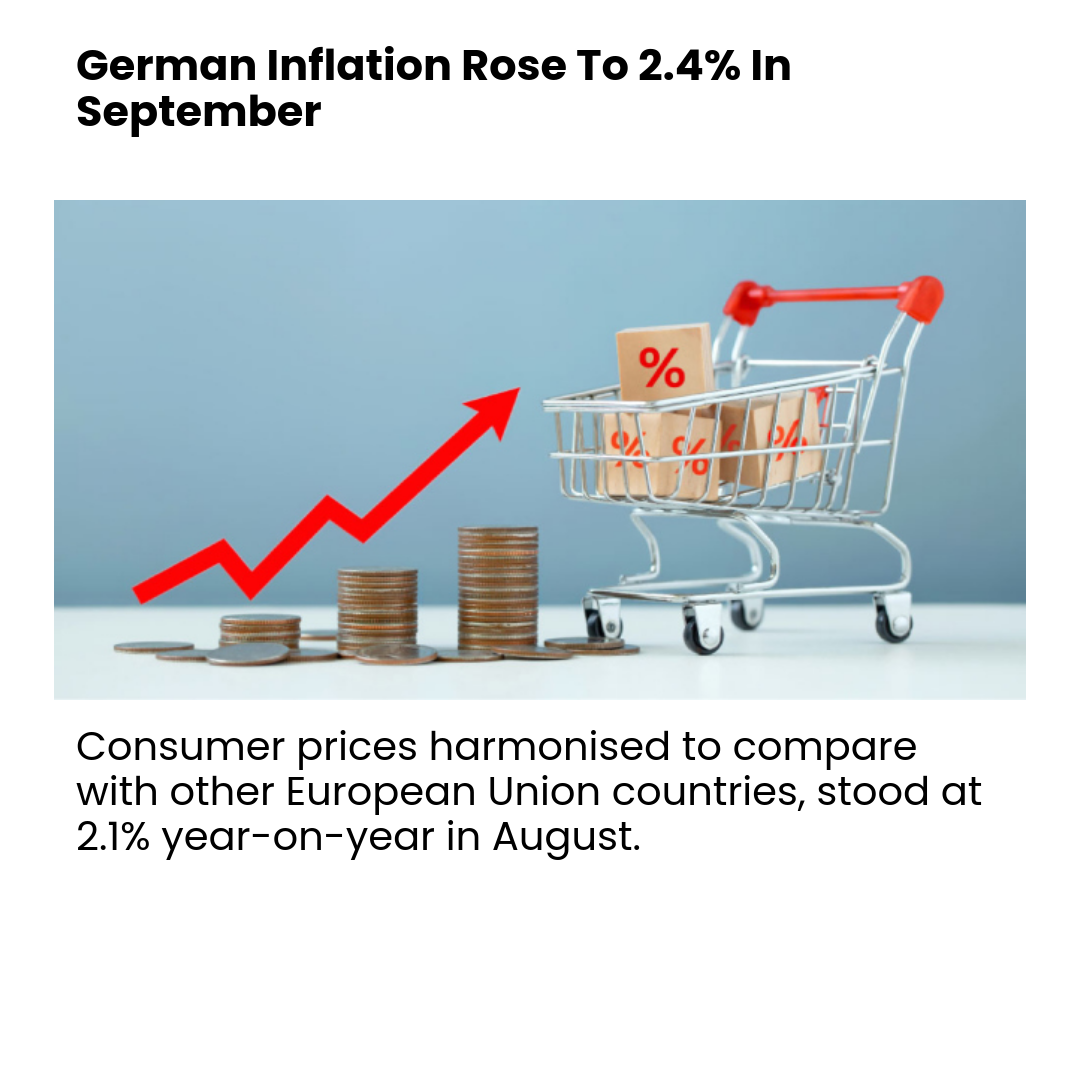 German Inflation Rose To 2.4% In
September
%
% % % %
Consumer prices harmonised to compare
with other European Union countries, stood at
2.1% year-on-year in August.